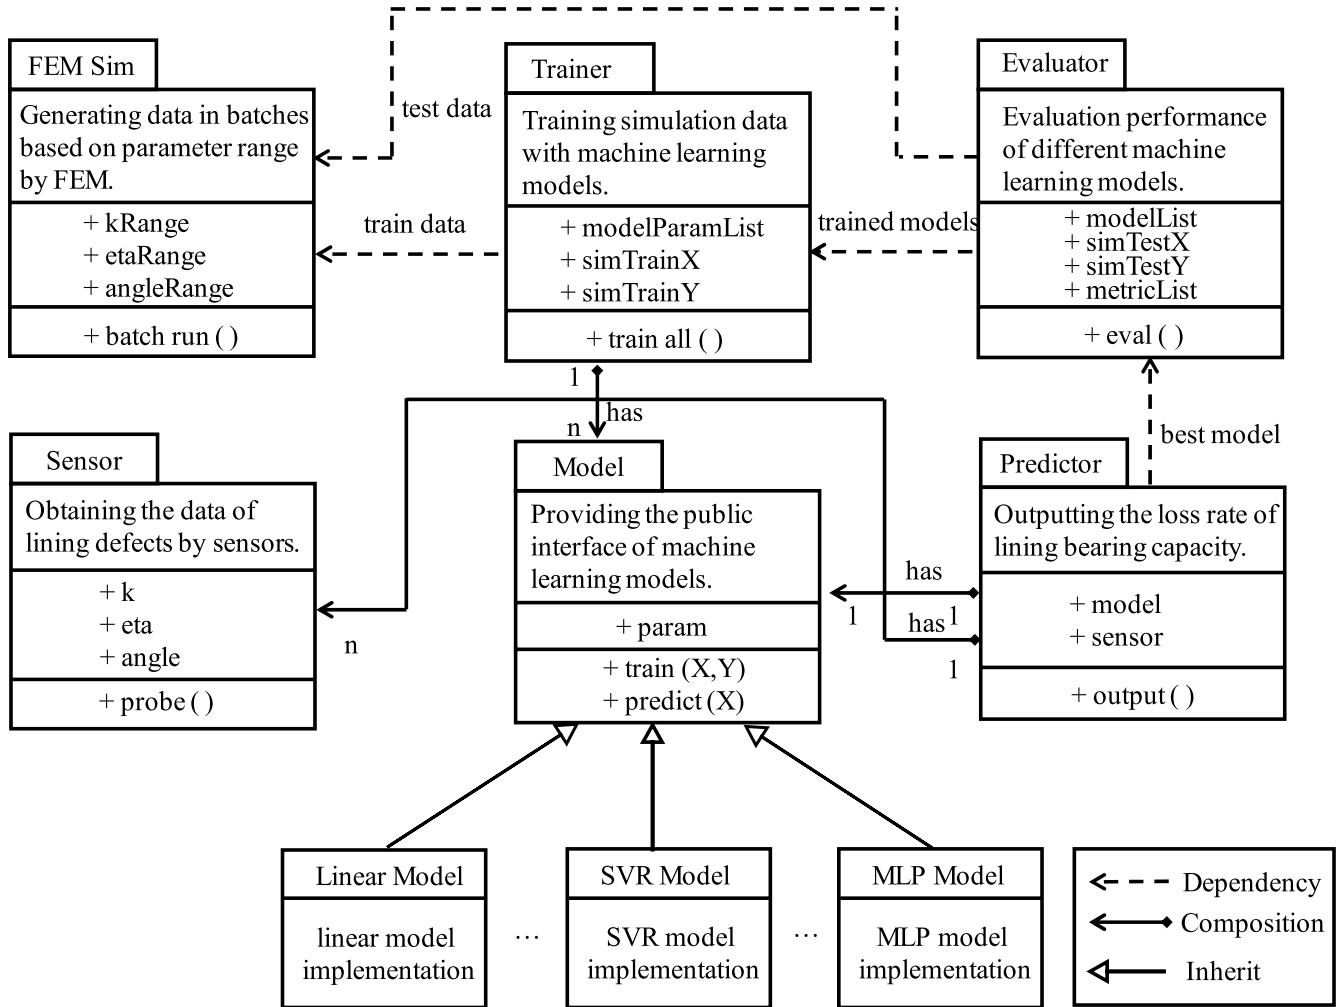 FEM Sim
Generating data in batches
based on parameter range
by FEM.
+ kRange
+ etaRange
+ angleRange
+ batch run ( )
test data
train data
Trainer
Training simulation data
with machine learning
models.
+ modelParamList
+ simTrainX
+ simTrainY
+ train all ( )
trained models
Evaluator
Evaluation performance
of different machine
learning models.
+ modelList
+ simTestX
+ simTestY
+ metricList
+ eval ( )
1
has
n
best model
Sensor
Obtaining the data of
lining defects by sensors.
+ k
+ eta
+ angle
+ probe ( )
n
Model
Providing the public
interface of machine
learning models.
+ param
+ train (X,Y)
+ predict (X)
has
1
1
has
1
Predictor
Outputting the loss rate of
lining bearing capacity.
+ model
+ sensor
+ output ( )
Linear Model
linear model
implementation
...
SVR Model
SVR model
implementation
...
MLP Model
MLP model
implementation
Dependency
Composition
Inherit